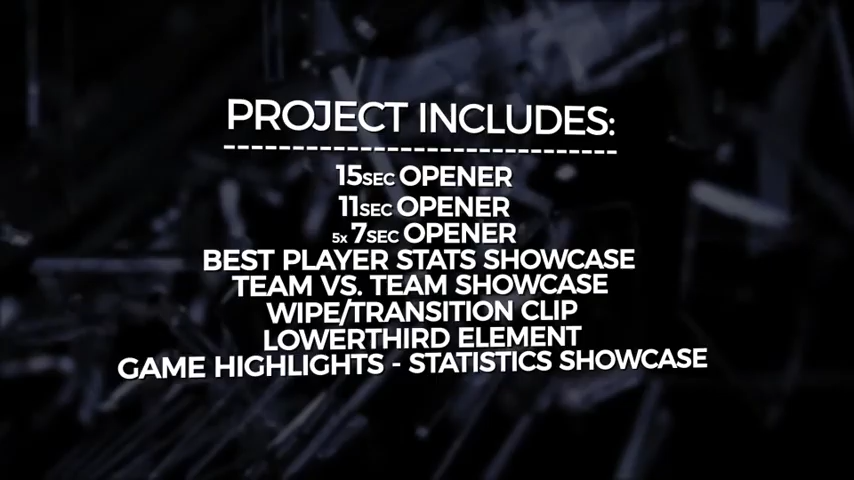 PROJECT INCLUDES:
15SEC OPENER
11SEC OPENER
5x 7SEC OPENER
BEST PLAYER STATS SHOWCASE
TEAM VS. TEAM SHOWCASE
WIPE/TRANSITION CLIP
LOWERTHIRD ELEMENT
GAME HIGHLIGHTS - STATISTICS SHOWCASE